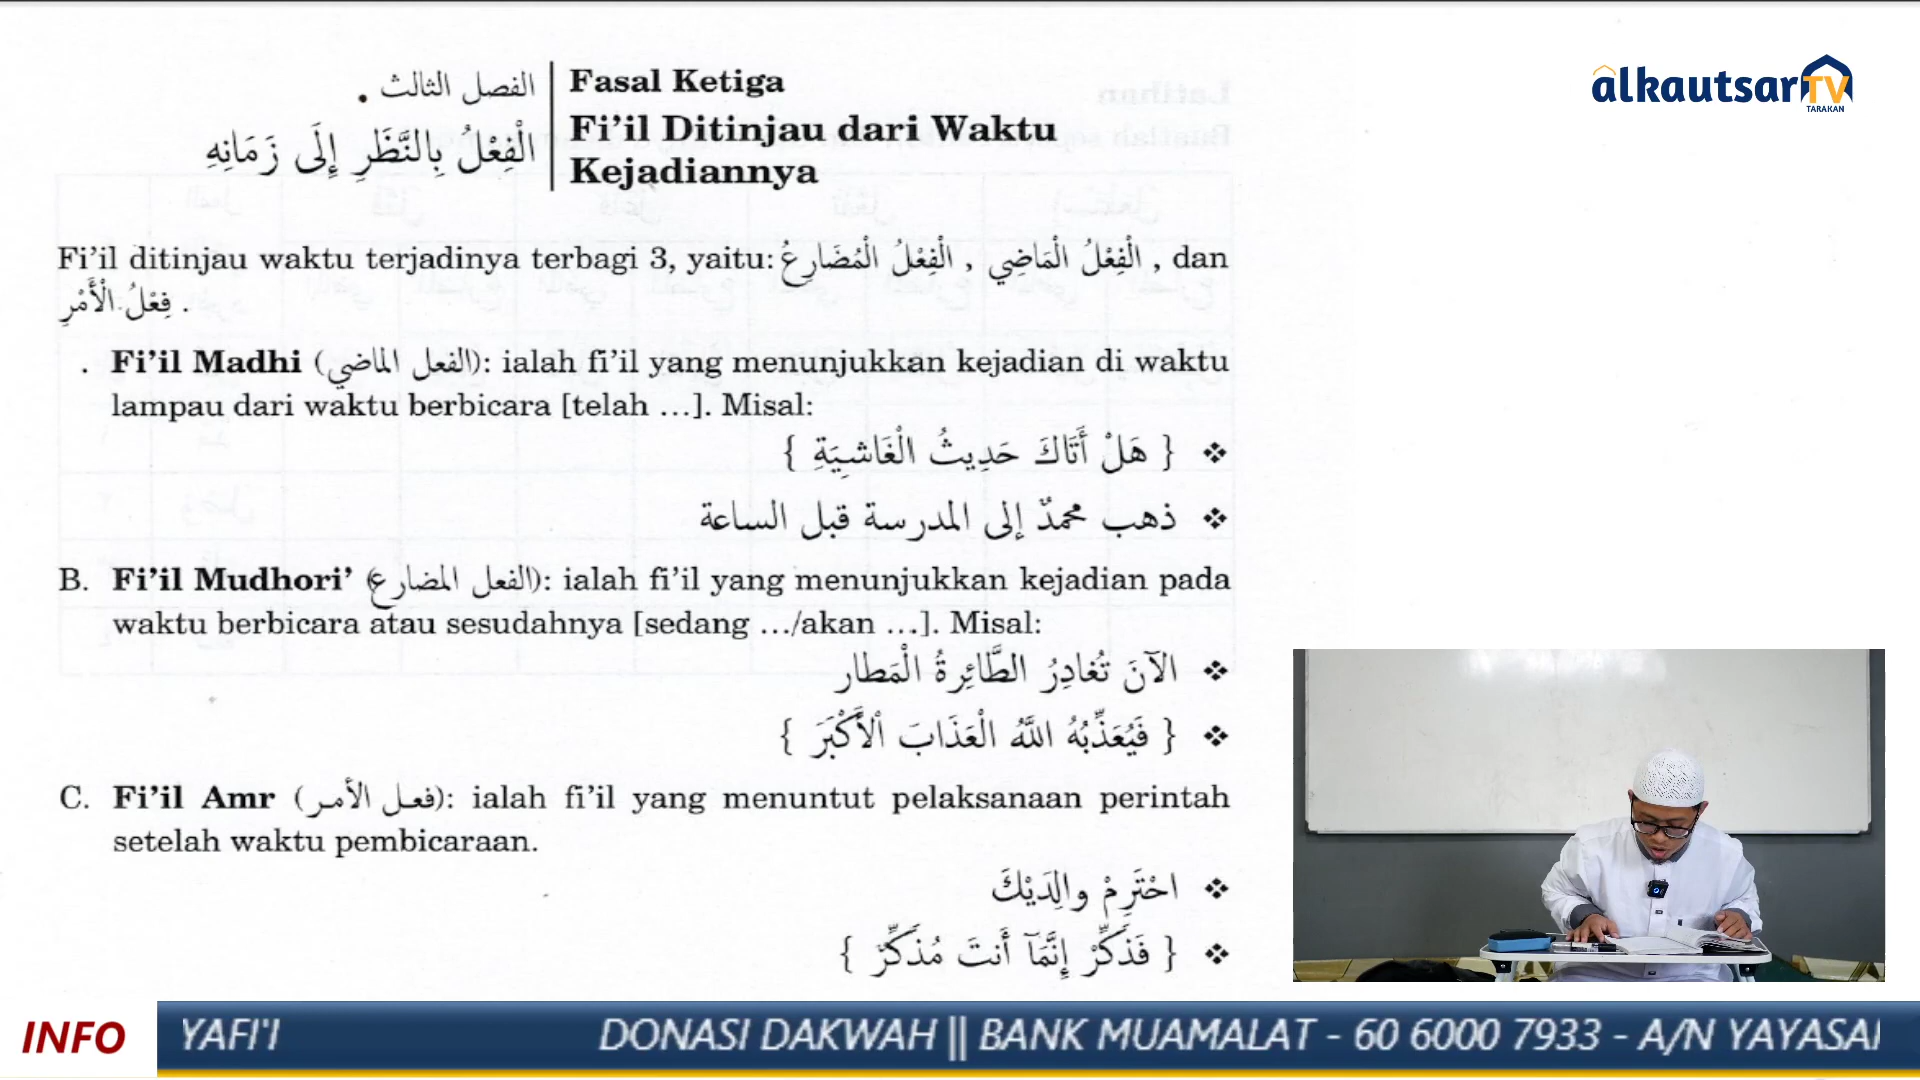 الفصل الثالث .
Fasal Ketiga
الْفِعْلُ بِالنَّظَرِ إِلَى زَمَانِهِ
Fi’il Ditinjau dari Waktu
Kejadiannya
Fi’il ditinjau waktu terjadinya terbagi 3, yaitu: الْفِعْلُ الْمُضَارِعُ , الْفِعْلُ الْمَاضِي , dan
فِعْلُ الْأَمْرِ .
. Fi’il Madhi (الفعل الماضي): ialah fi’il yang menunjukkan kejadian di waktu
lampau dari waktu berbicara [telah ...]. Misal:
❖ { هَلْ أَتَاكَ حَدِيثُ الْغَاشِيَةِ }
❖ ذهب محمدٌ إلى المدرسة قبل الساعة
B. Fi’il Mudhori’ (الفعل المضارع): ialah fi’il yang menunjukkan kejadian pada
waktu berbicara atau sesudahnya [sedang .../akan ...]. Misal:
❖ الآنَ تُغادِرُ الطَّائِرةُ الْمَطار
❖ { فَيُعَذِّبُهُ اللَّهُ الْعَذَابَ الْأَكْبَرَ }
C. Fi’il Amr (فعل الأمر): ialah fi’il yang menuntut pelaksanaan perintah
setelah waktu pembicaraan.
❖ احْتَرِمْ والِدَيْكَ
❖ { فَذَكِّرْ إِنَّمَآ أَنتَ مُذَكِّرٌ }
alkautsarTV
TARAKAN
INFO
YAFI'I DONASI DAKWAH || BANK MUAMALAT - 60 6000 7933 - A/N YAYASA